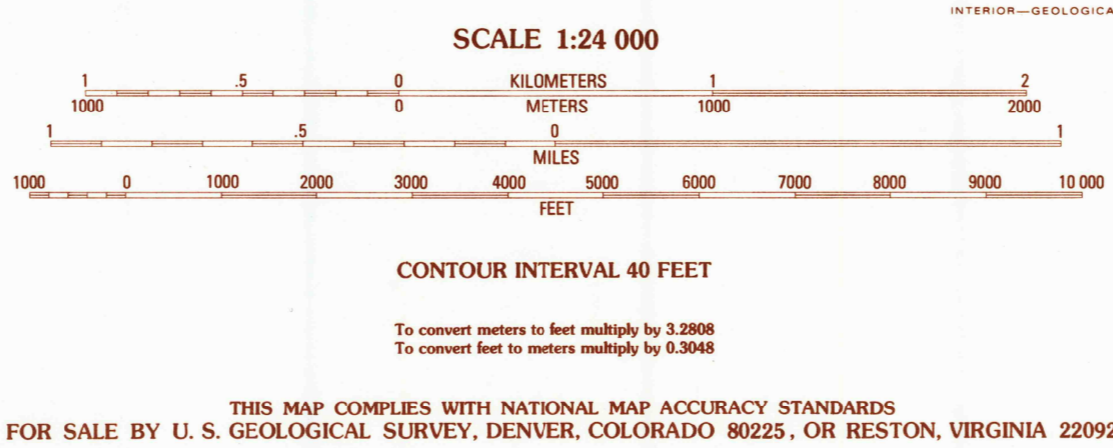 INTERIOR—GEOLOGICA
SCALE 1:24 000
1 .5 0 KILOMETERS 1 2
1000 0 METERS 1000 2000
1 .5 0 1
MILES
1000 0 1000 2000 3000 4000 5000 6000 7000 8000 9000 10 000
FEET
CONTOUR INTERVAL 40 FEET
To convert meters to feet multiply by 3.2808
To convert feet to meters multiply by 0.3048
THIS MAP COMPLIES WITH NATIONAL MAP ACCURACY STANDARDS
FOR SALE BY U. S. GEOLOGICAL SURVEY, DENVER, COLORADO 80225, OR RESTON, VIRGINIA 22092